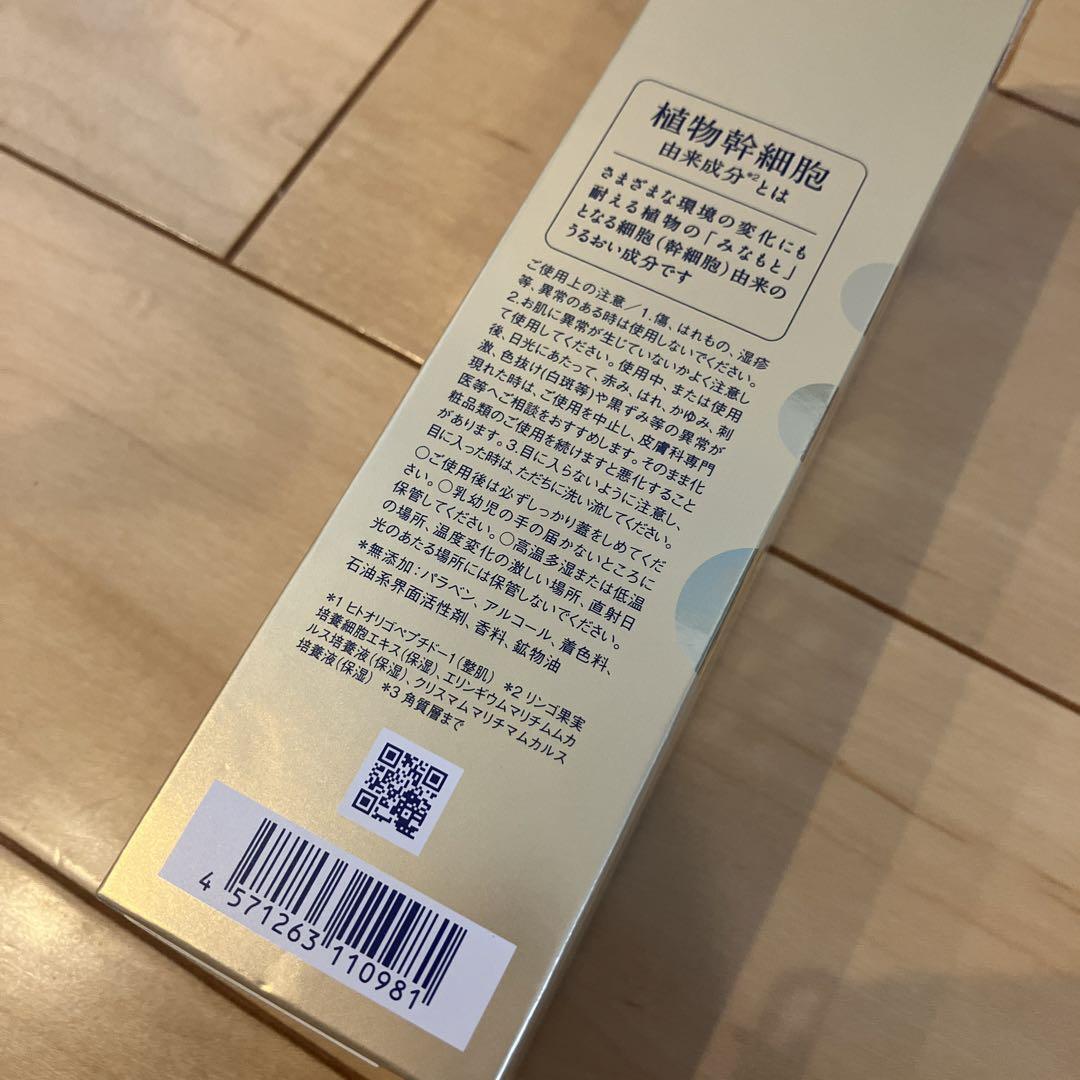 植物幹細胞
由来成分*2とは
さまざまな環境の変化にも
耐える植物の「みなもと」
となる細胞(幹細胞)由来の
うるおい成分です
ご使用上の注意/1.傷、はれもの、湿疹
等、異常のある時は使用しないでください。
2.お肌に異常が生じていないかよく注意し
て使用してください。使用中、または使用
後、日光にあたって、赤み、はれ、かゆみ、刺
激、色抜け(白斑等)や黒ずみ等の異常が
現れた時は、ご使用を中止し、皮膚科専門
医等へご相談をおすすめします。そのまま化
粧品類のご使用を続けますと悪化すること
があります。3.目に入らないように注意し、
目に入った時は、ただちに洗い流してください。
○ご使用後は必ずしっかり蓋をしめてくだ
さい。○乳幼児の手の届かないところに
保管してください。○高温多湿または低温
の場所、温度変化の激しい場所、直射日
光のあたる場所には保管しないでください。
*無添加:パラベン、アルコール、着色料、
石油系界面活性剤、香料、鉱物油
*1 ヒトオリゴペプチドー1(整肌) *2 リンゴ果実
培養細胞エキス(保湿)、エリンギウムマリチムムカ
ルス培養液(保湿)、クリスマムマリチマムカルス
培養液(保湿) *3 角質層まで
4 571263 110981